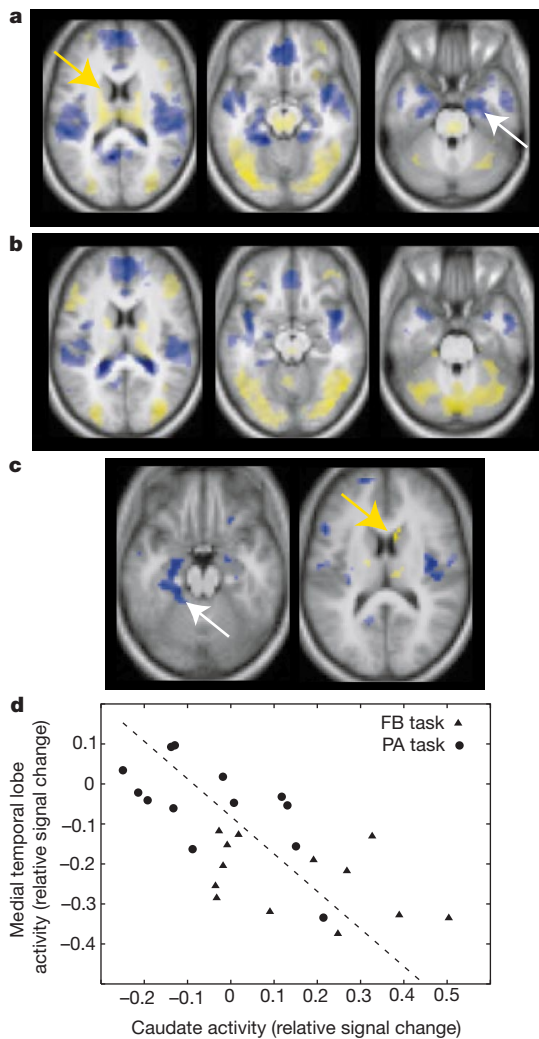 a
b
c
d
FB task
PA task
0.1
0
−0.1
−0.2
−0.3
−0.4
Medial temporal lobe
activity (relative signal change)
−0.2
−0.1
0
0.1
0.2
0.3
0.4
0.5
Caudate activity (relative signal change)